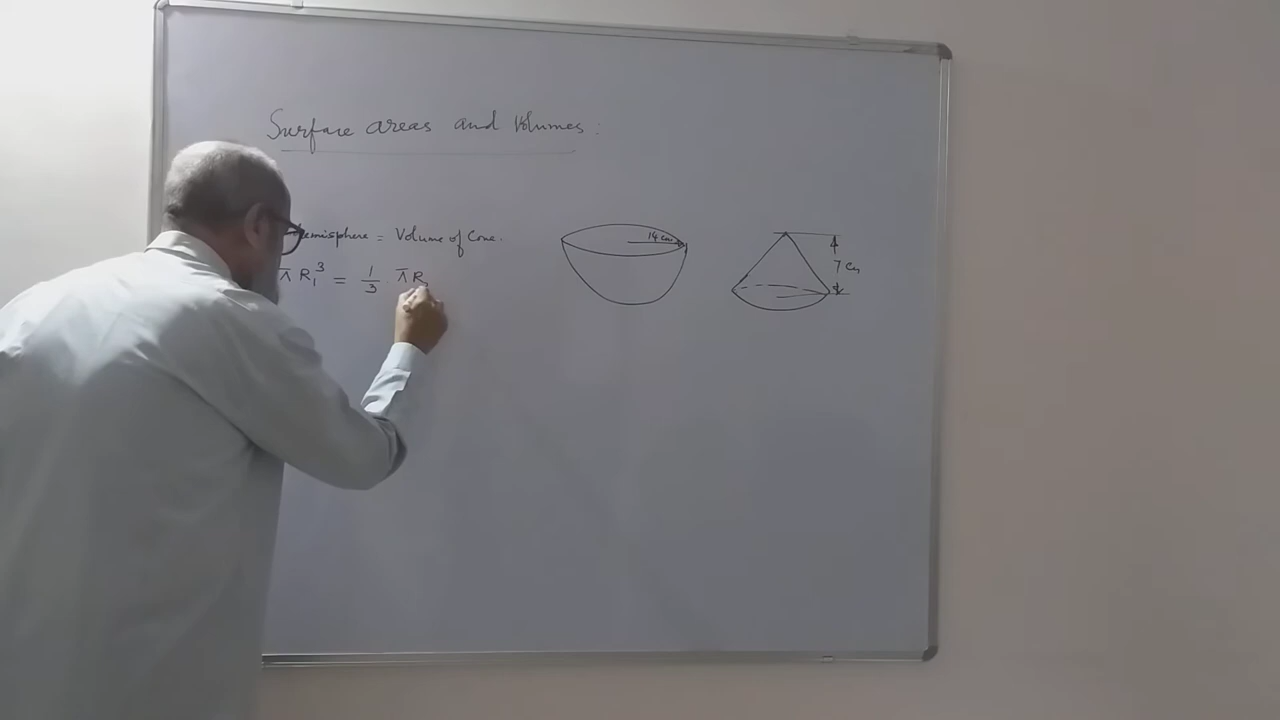 Surface areas and Volumes :
hemisphere = Volume of Cone.
π R₁³ = 1/3 π R
14 cm
7 cm